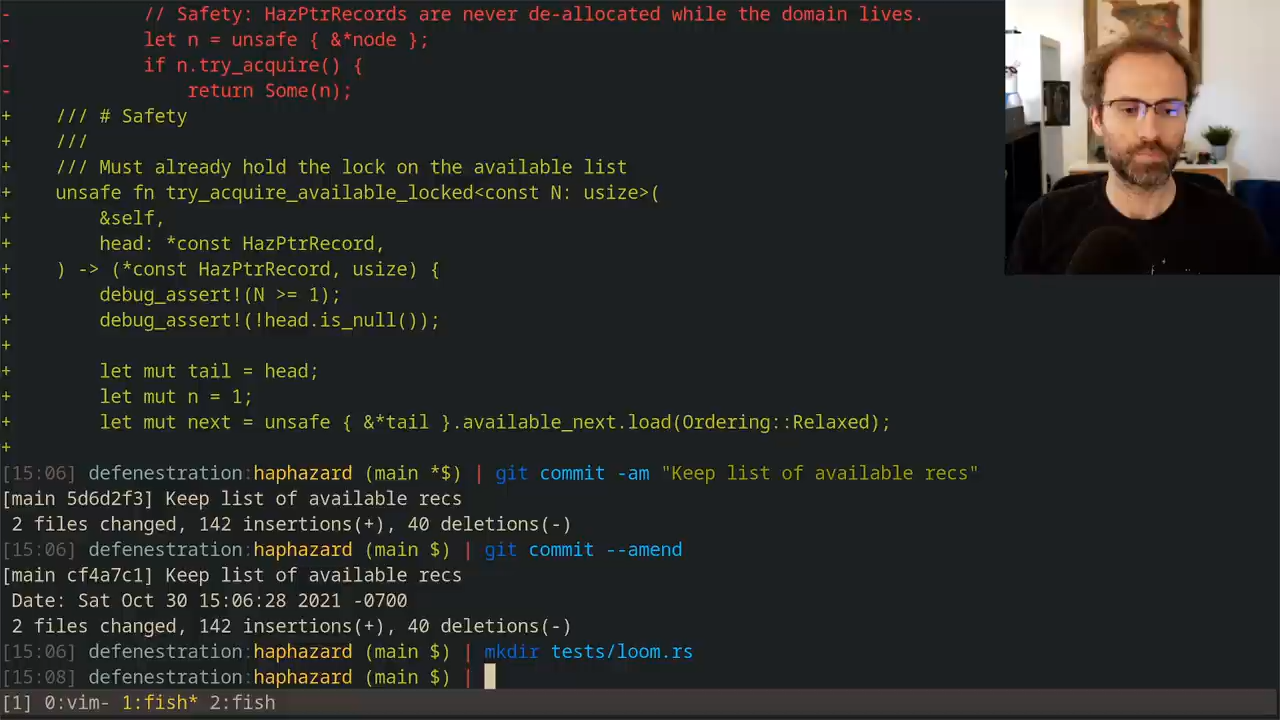 -            // Safety: HazPtrRecords are never de-allocated while the domain lives.
-            let n = unsafe { &*node };
-            if n.try_acquire() {
-                return Some(n);
+    /// # Safety
+    ///
+    /// Must already hold the lock on the available list
+    unsafe fn try_acquire_available_locked<const N: usize>(
+        &self,
+        head: *const HazPtrRecord,
+    ) -> (*const HazPtrRecord, usize) {
+        debug_assert!(N >= 1);
+        debug_assert!(!head.is_null());
+
+        let mut tail = head;
+        let mut n = 1;
+        let mut next = unsafe { &*tail }.available_next.load(Ordering::Relaxed);
+
[15:06] defenestration:haphazard (main *$) | git commit -am "Keep list of available recs"
[main 5d6d2f3] Keep list of available recs
 2 files changed, 142 insertions(+), 40 deletions(-)
[15:06] defenestration:haphazard (main $) | git commit --amend
[main cf4a7c1] Keep list of available recs
 Date: Sat Oct 30 15:06:28 2021 -0700
 2 files changed, 142 insertions(+), 40 deletions(-)
[15:06] defenestration:haphazard (main $) | mkdir tests/loom.rs
[15:08] defenestration:haphazard (main $) |
[1] 0:vim- 1:fish* 2:fish